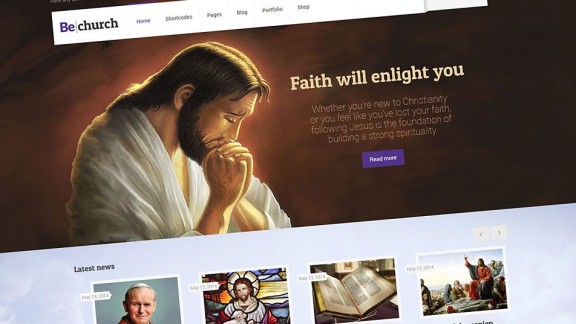 Be church
Home Shortcodes Pages Blog Portfolio Shop
Faith will enlight you
Whether you're new to Christianity
or you feel like you've lost your faith,
following Jesus is the foundation of
building a strong spirituality
Read more
Latest news
May 13, 2014
May 13, 2014
May 13, 2014
May 13, 2014